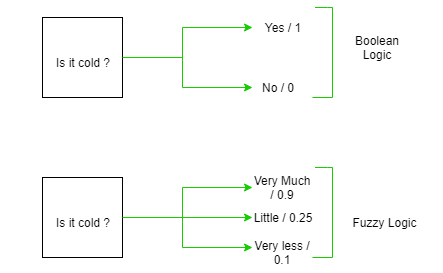 Is it cold ?
Yes / 1
No / 0
Boolean
Logic
Is it cold ?
Very Much
/ 0.9
Little / 0.25
Very less /
0.1
Fuzzy Logic